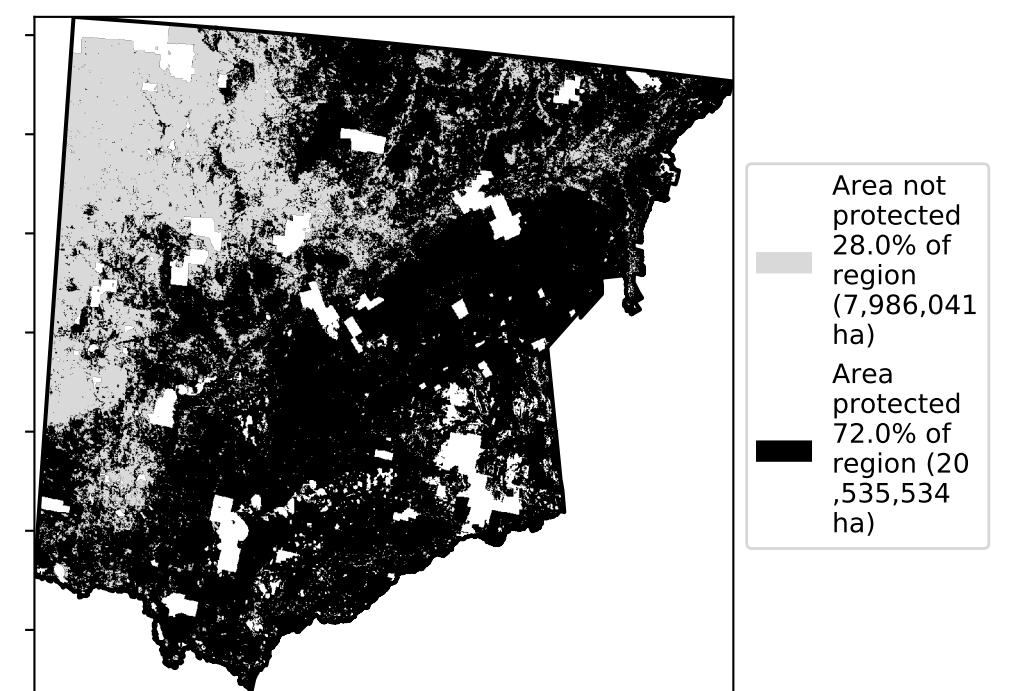 Area not
protected
28.0% of
region
(7,986,041
ha)
Area
protected
72.0% of
region (20
,535,534
ha)